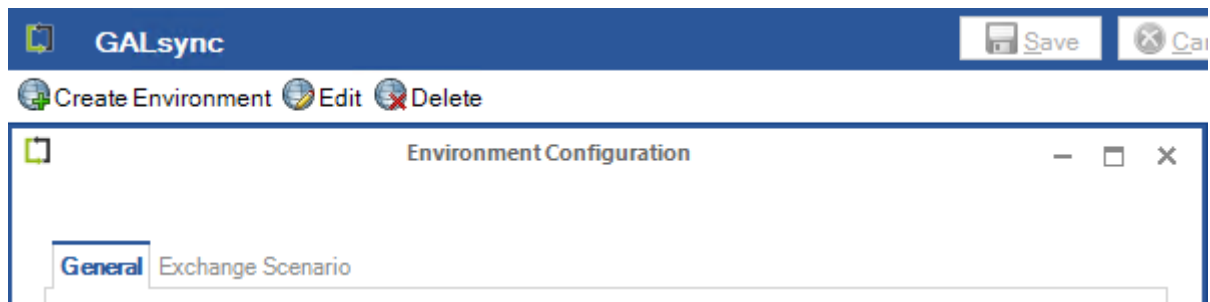 GALsync Save
Create Environment Edit Delete
Environment Configuration
General Exchange Scenario